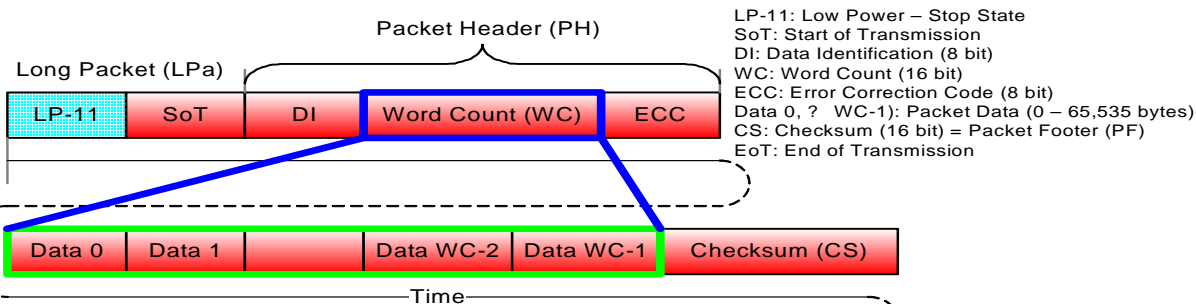 Packet Header (PH)
Long Packet (LPa)
LP-11 SoT DI Word Count (WC) ECC
LP-11: Low Power – Stop State
SoT: Start of Transmission
DI: Data Identification (8 bit)
WC: Word Count (16 bit)
ECC: Error Correction Code (8 bit)
Data 0, ? WC-1): Packet Data (0 – 65,535 bytes)
CS: Checksum (16 bit) = Packet Footer (PF)
EoT: End of Transmission
Data 0 Data 1 Data WC-2 Data WC-1 Checksum (CS)
Time